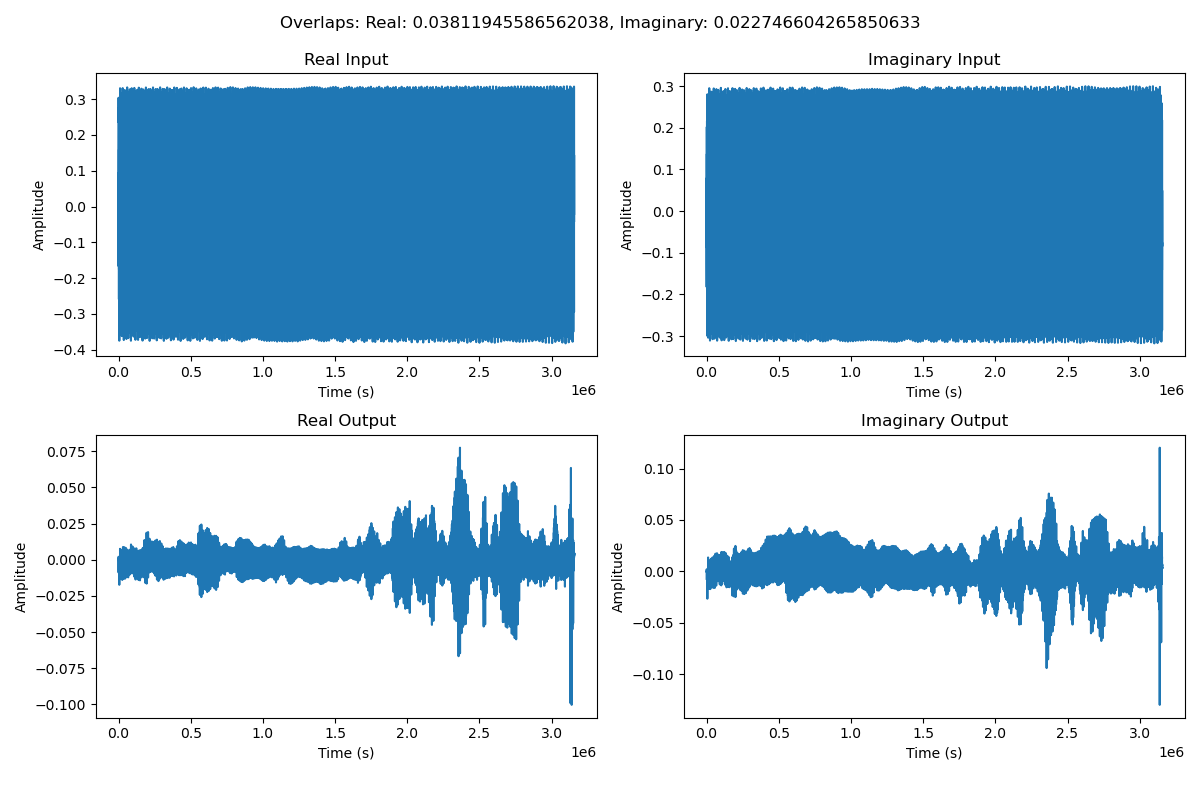 Overlaps: Real: 0.03811945586562038, Imaginary: 0.022746604265850633
Real Input
Amplitude
0.3
0.2
0.1
0.0
−0.1
−0.2
−0.3
−0.4
0.0 0.5 1.0 1.5 2.0 2.5 3.0
1e6
Time (s)
Imaginary Input
Amplitude
0.3
0.2
0.1
0.0
−0.1
−0.2
−0.3
0.0 0.5 1.0 1.5 2.0 2.5 3.0
1e6
Time (s)
Real Output
Amplitude
0.075
0.050
0.025
0.000
−0.025
−0.050
−0.075
−0.100
0.0 0.5 1.0 1.5 2.0 2.5 3.0
1e6
Time (s)
Imaginary Output
Amplitude
0.10
0.05
0.00
−0.05
−0.10
0.0 0.5 1.0 1.5 2.0 2.5 3.0
1e6
Time (s)